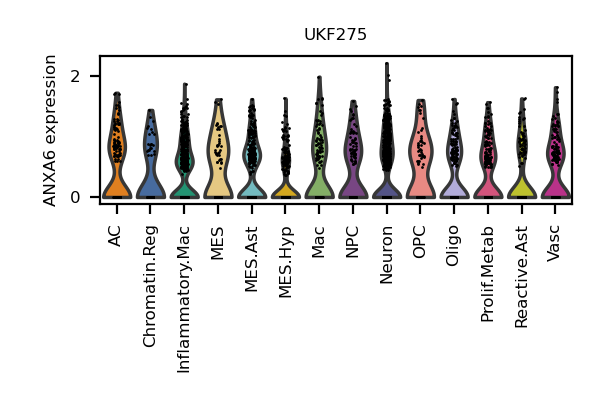 UKF275
ANXA6 expression
2
0
AC
Chromatin.Reg
Inflammatory.Mac
MES
MES.Ast
MES.Hyp
Mac
NPC
Neuron
OPC
Oligo
Prolif.Metab
Reactive.Ast
Vasc